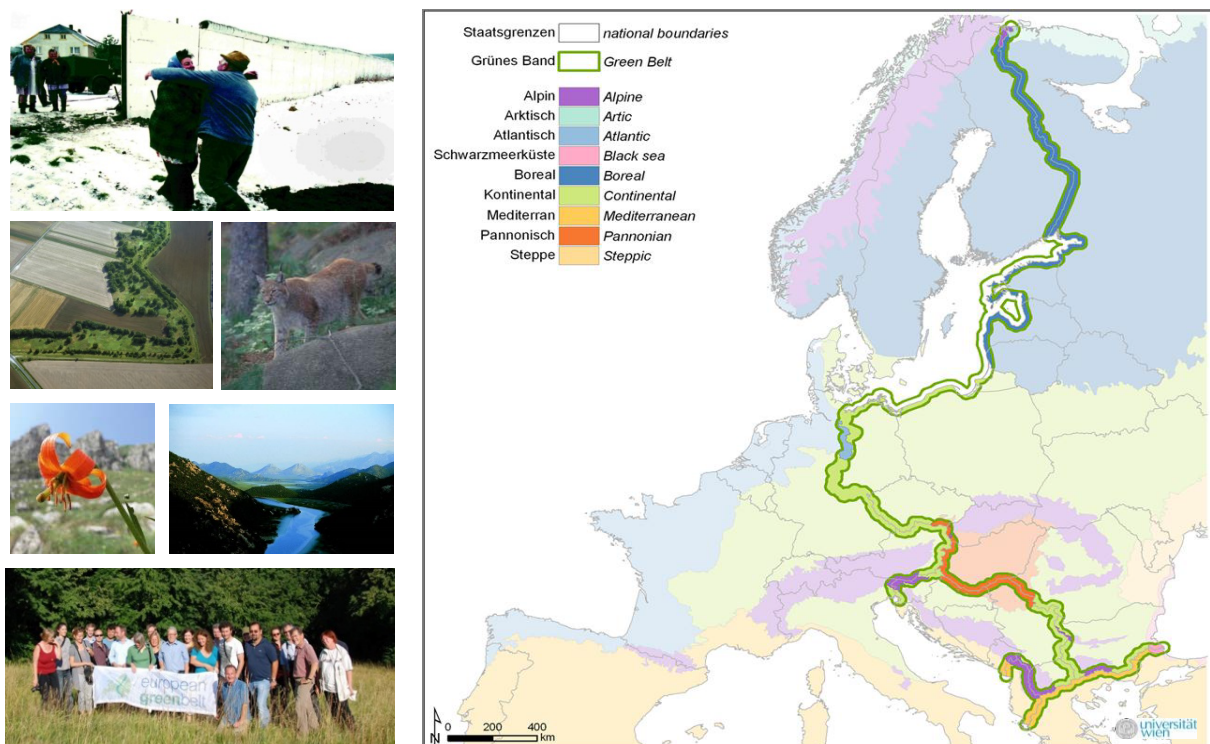 Staatsgrenzen national boundaries
Grünes Band Green Belt
Alpin Alpine
Arktisch Artic
Atlantisch Atlantic
Schwarzmeerküste Black sea
Boreal Boreal
Kontinental Continental
Mediterran Mediterranean
Pannonisch Pannonian
Steppe Steppic
european
greenbelt
N 0 200 400
km
universität
wien